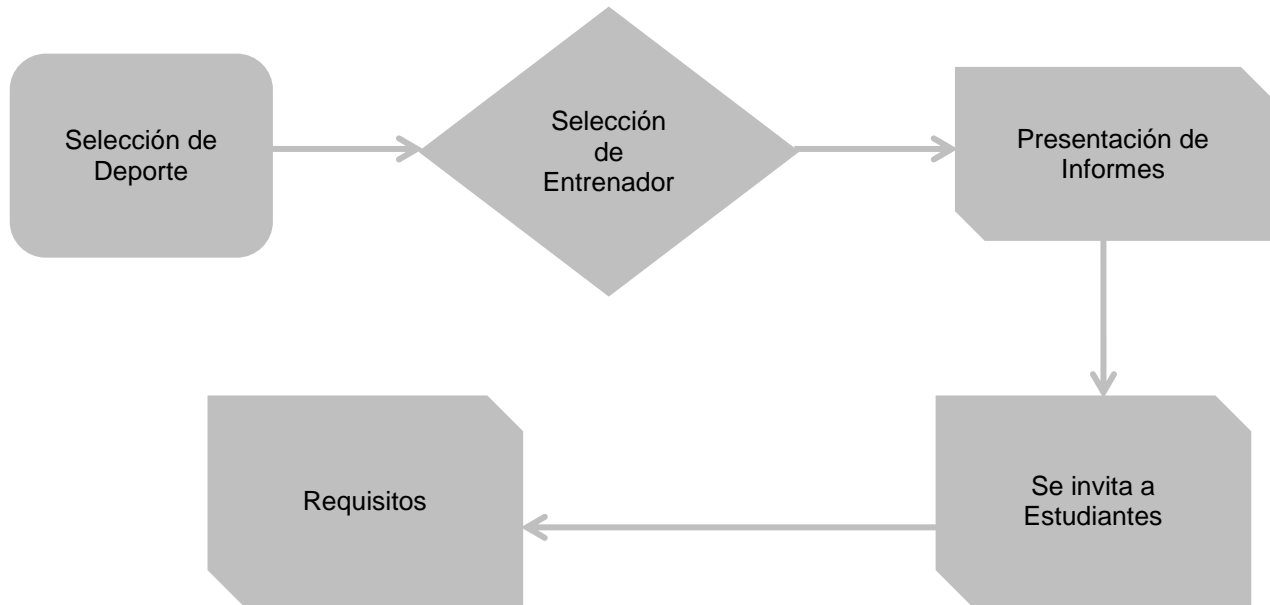 Selección de
Deporte
Selección
de
Entrenador
Presentación de
Informes
Se invita a
Estudiantes
Requisitos